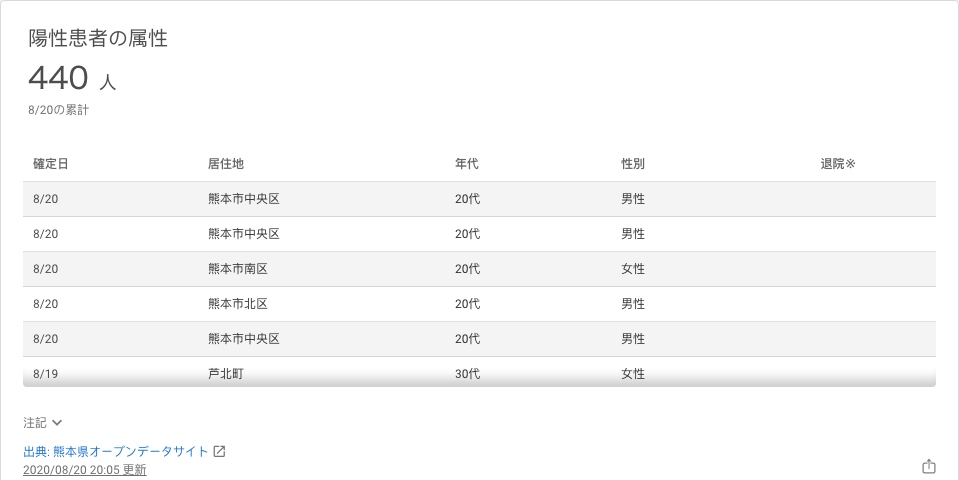 陽性患者の属性
440 人
8/20の累計
確定日 居住地 年代 性別 退院※
8/20 熊本市中央区 20代 男性
8/20 熊本市中央区 20代 男性
8/20 熊本市南区 20代 女性
8/20 熊本市北区 20代 男性
8/20 熊本市中央区 20代 男性
8/19 芦北町 30代 女性
注記
出典: 熊本県オープンデータサイト
2020/08/20 20:05 更新